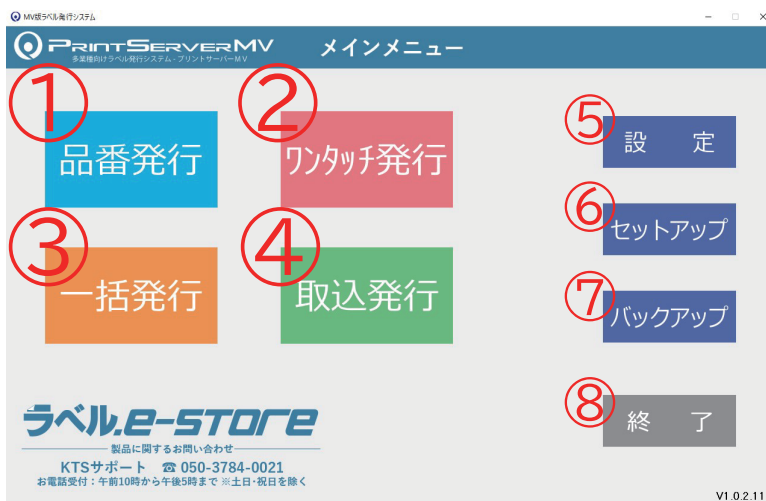 MV版ラベル発行システム
PRINTSERVERMV
多業種向けラベル発行システム・プリントサーバーMV
メインメニュー
①
品番発行
②
ワンタッチ発行
③
一括発行
④
取込発行
⑤
設 定
⑥
セットアップ
⑦
バックアップ
⑧
終 了
ラベル.e-STORE
製品に関するお問い合わせ
KTSサポート ☎ 050-3784-0021
お電話受付：午前10時から午後5時まで ※土日・祝日を除く
V1.0.2.11